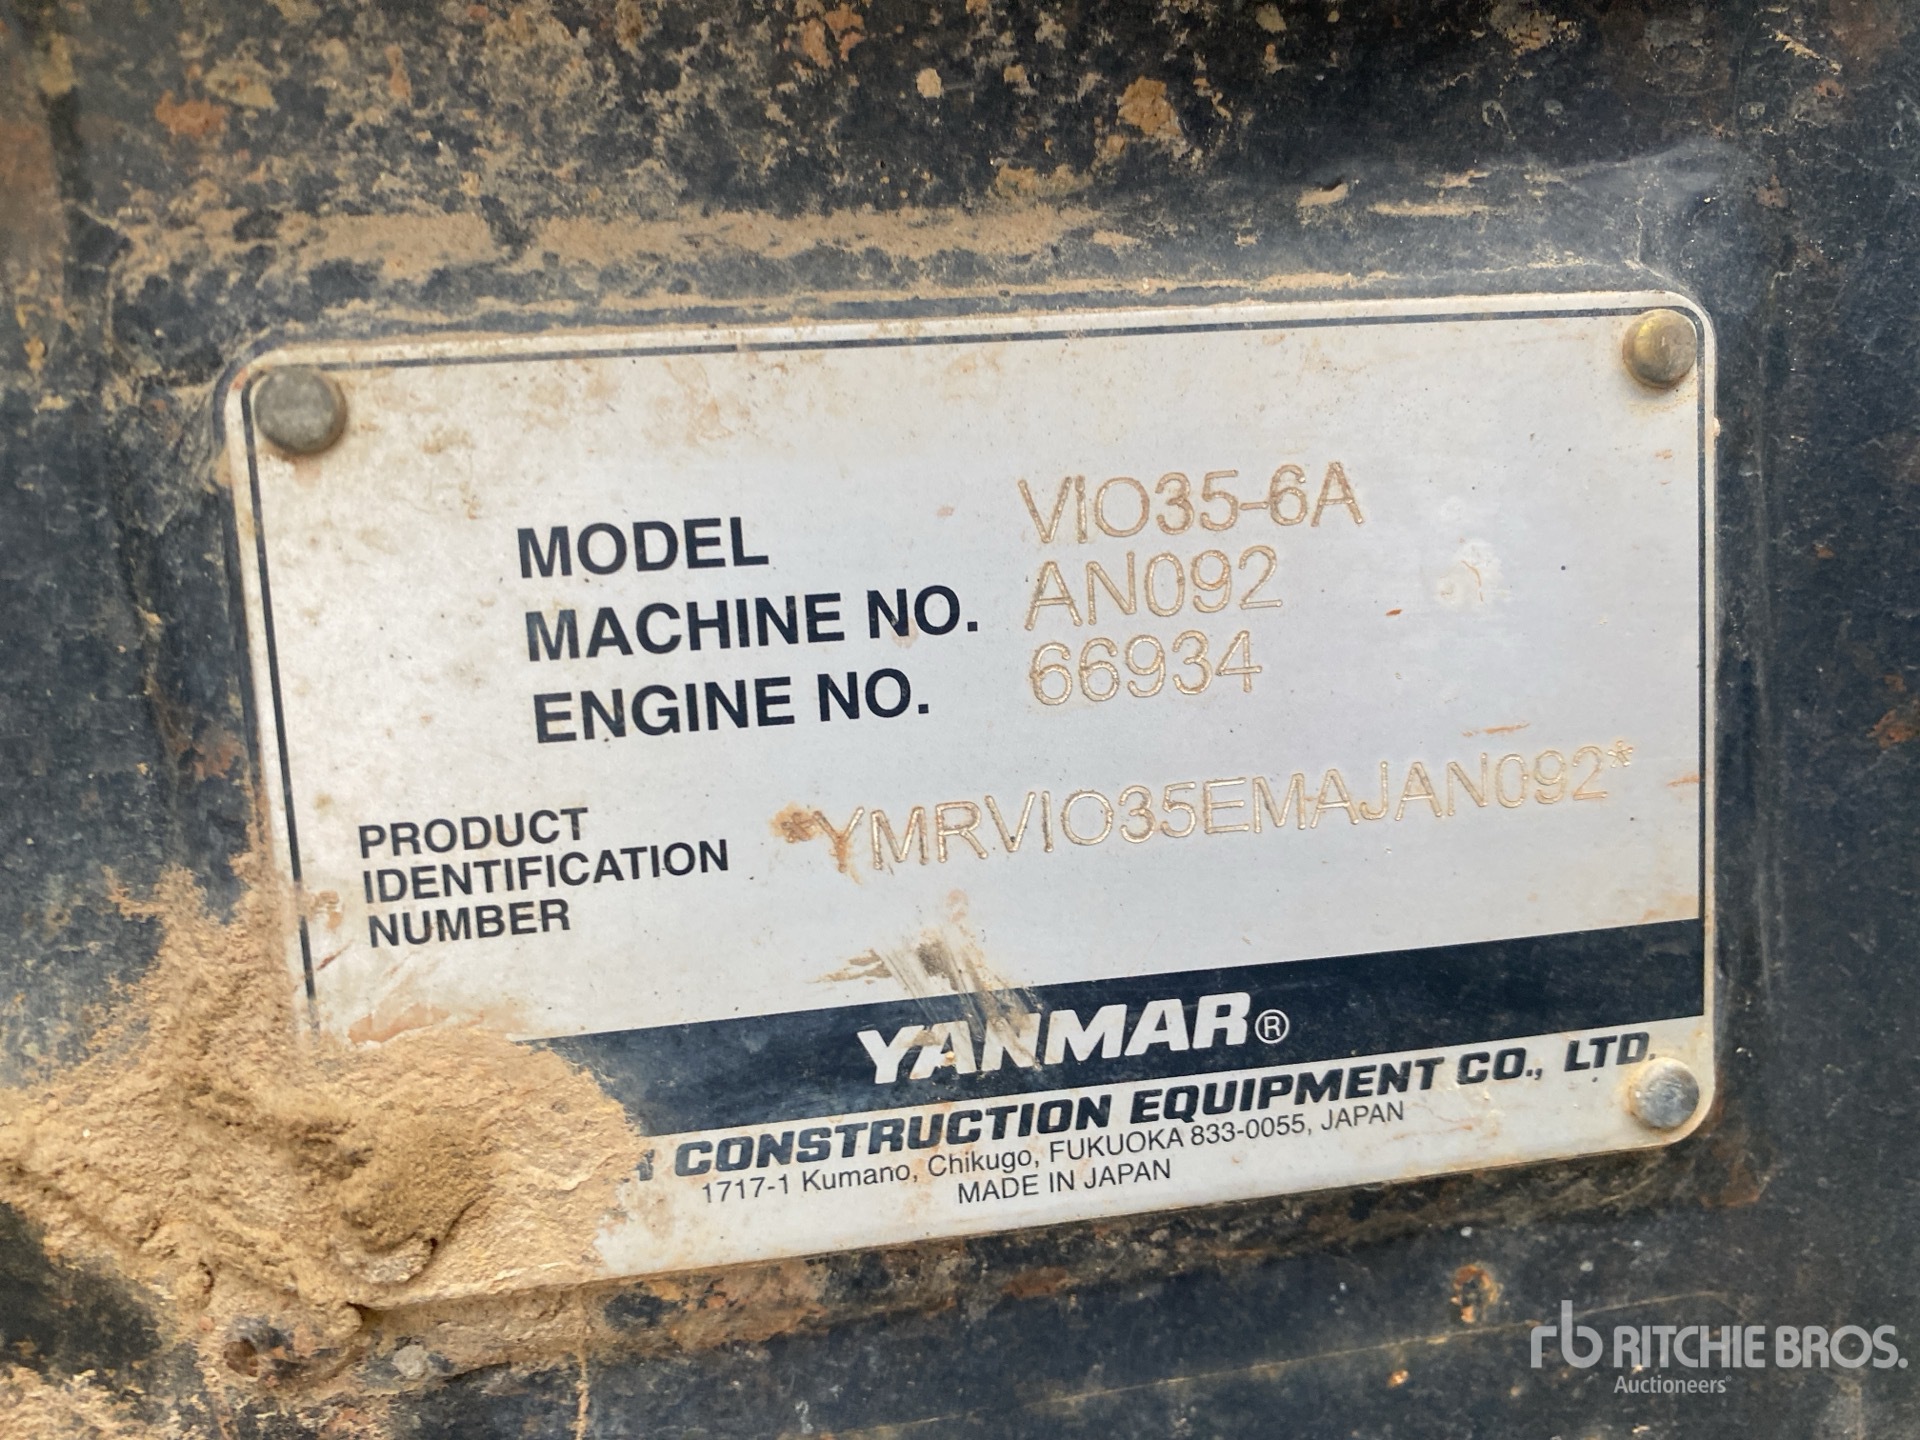 MODEL VIO35-6A
MACHINE NO. AN092
ENGINE NO. 66934
PRODUCT
IDENTIFICATION
NUMBER
*YMRVIO35EMAJAN092*
YANMAR®
CONSTRUCTION EQUIPMENT CO., LTD.
1717-1 Kumano, Chikugo, FUKUOKA 833-0055, JAPAN
MADE IN JAPAN
rb RITCHIE BROS.
Auctioneers